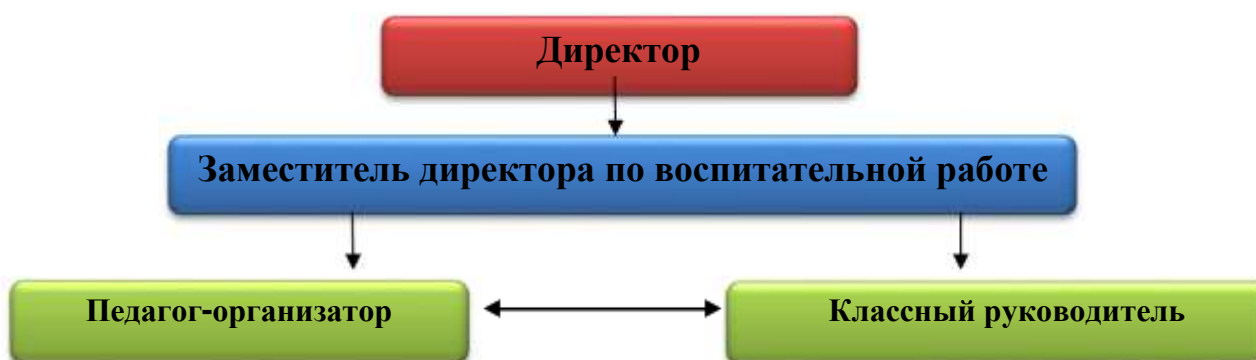 Директор
Заместитель директора по воспитательной работе
Педагог-организатор
Классный руководитель